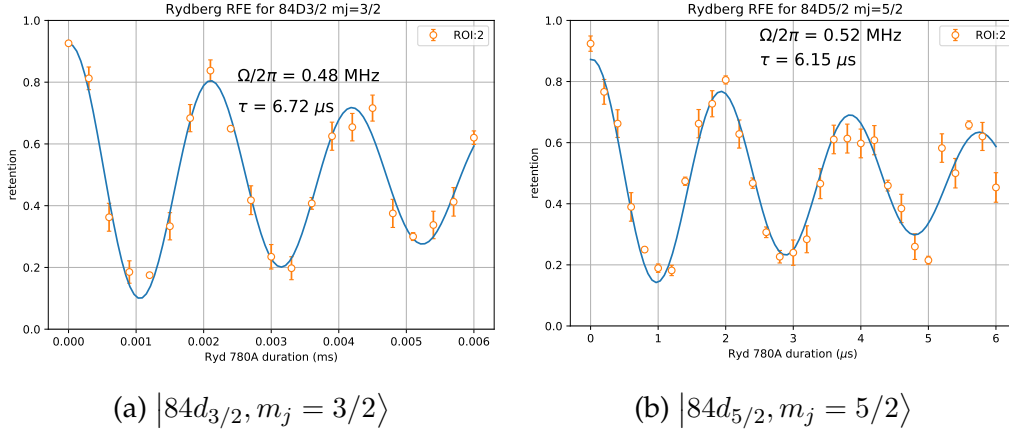 Rydberg RFE for 84D3/2 mj=3/2
ROI:2
Ω/2π = 0.48 MHz
τ = 6.72 μs
retention
1.0
0.8
0.6
0.4
0.2
0.0
0.000 0.001 0.002 0.003 0.004 0.005 0.006
Ryd 780A duration (ms)
(a) |84d3/2, mj = 3/2⟩
Rydberg RFE for 84D5/2 mj=5/2
ROI:2
Ω/2π = 0.52 MHz
τ = 6.15 μs
retention
1.0
0.8
0.6
0.4
0.2
0.0
0 1 2 3 4 5 6
Ryd 780A duration (μs)
(b) |84d5/2, mj = 5/2⟩